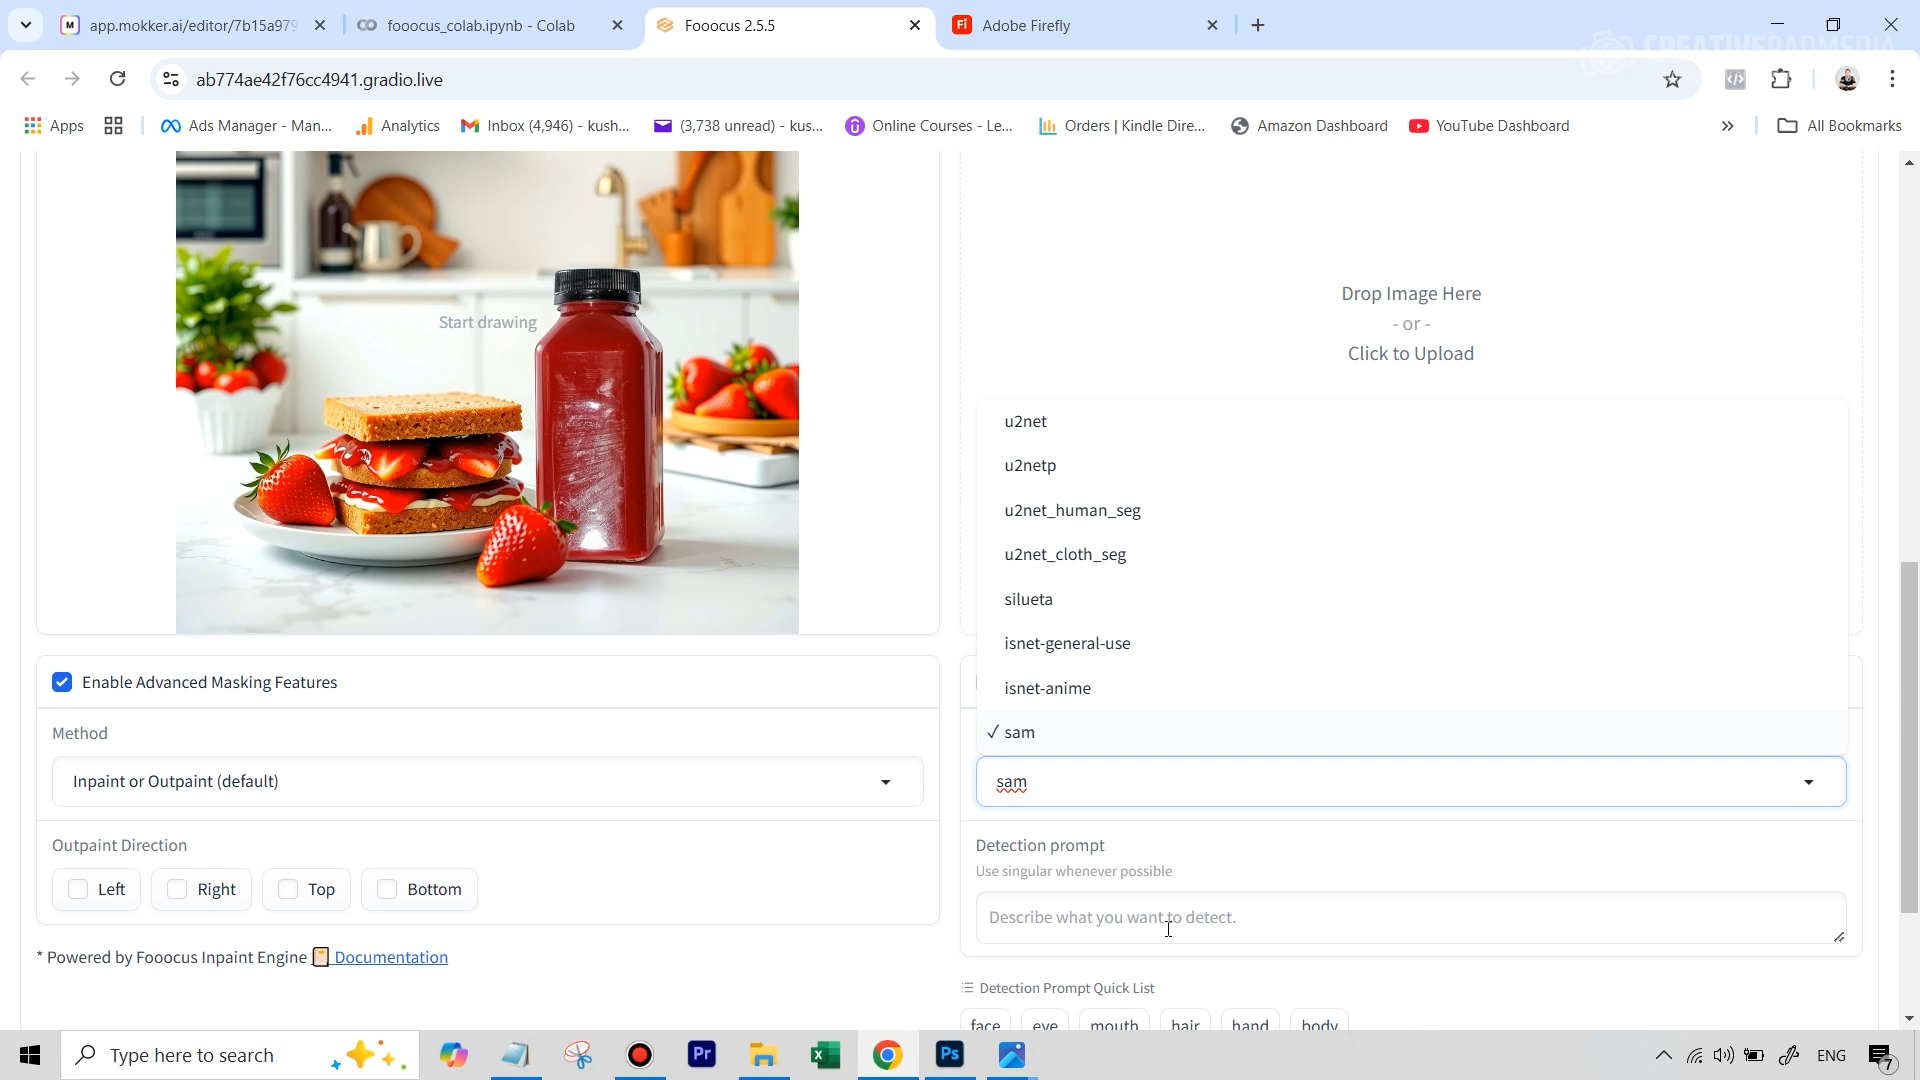 M app.mokker.ai/editor/7b15a979
fooocus_colab.ipynb - Colab
Fooocus 2.5.5
Fi Adobe Firefly
CREATIVEDADMEDIA
ab774ae42f76cc4941.gradio.live
Apps
Ads Manager - Man...
Analytics
Inbox (4,946) - kush...
(3,738 unread) - kus...
Online Courses - Le...
Orders | Kindle Dire...
Amazon Dashboard
YouTube Dashboard
All Bookmarks
Start drawing
Drop Image Here
- or -
Click to Upload
u2net
u2netp
u2net_human_seg
u2net_cloth_seg
silueta
isnet-general-use
isnet-anime
✓ sam
sam
Enable Advanced Masking Features
Method
Inpaint or Outpaint (default)
Outpaint Direction
Left
Right
Top
Bottom
* Powered by Fooocus Inpaint Engine 📔 Documentation
Detection prompt
Use singular whenever possible
Describe what you want to detect.
Detection Prompt Quick List
face
eye
mouth
hair
hand
body
Type here to search
Pr
Ps
ENG
7